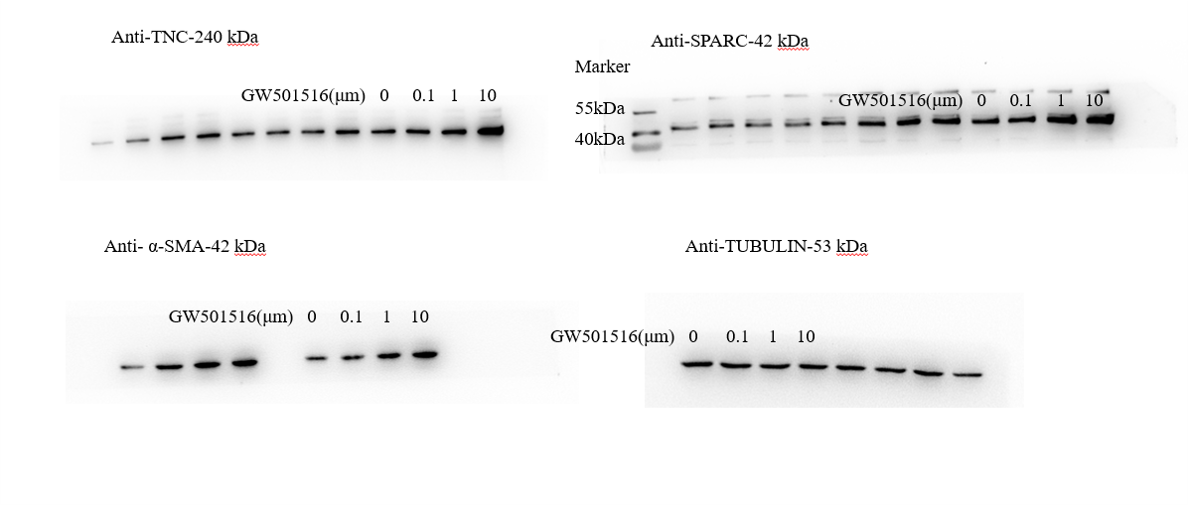 Anti-TNC-240 kDa
GW501516(μm) 0 0.1 1 10
Anti-SPARC-42 kDa
Marker
GW501516(μm) 0 0.1 1 10
55kDa
40kDa
Anti- α-SMA-42 kDa
GW501516(μm) 0 0.1 1 10
Anti-TUBULIN-53 kDa
GW501516(μm) 0 0.1 1 10